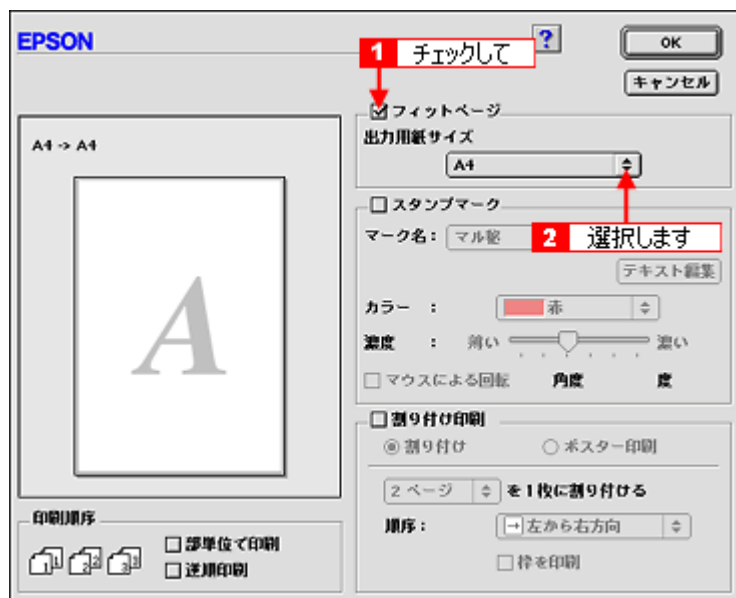 EPSON
1 チェックして
?
OK
キャンセル
A4 -> A4
A
フィットページ
出力用紙サイズ
A4
スタンプマーク
マーク名： マル秘
2 選択します
テキスト編集
カラー ： 赤
濃度 ： 薄い 濃い
マウスによる回転 角度 度
割り付け印刷
割り付け ポスター印刷
2 ページ を1枚に割り付ける
順序： 左から右方向
枠を印刷
印刷順序
1 1 2 2 3 3
部単位で印刷
逆順印刷